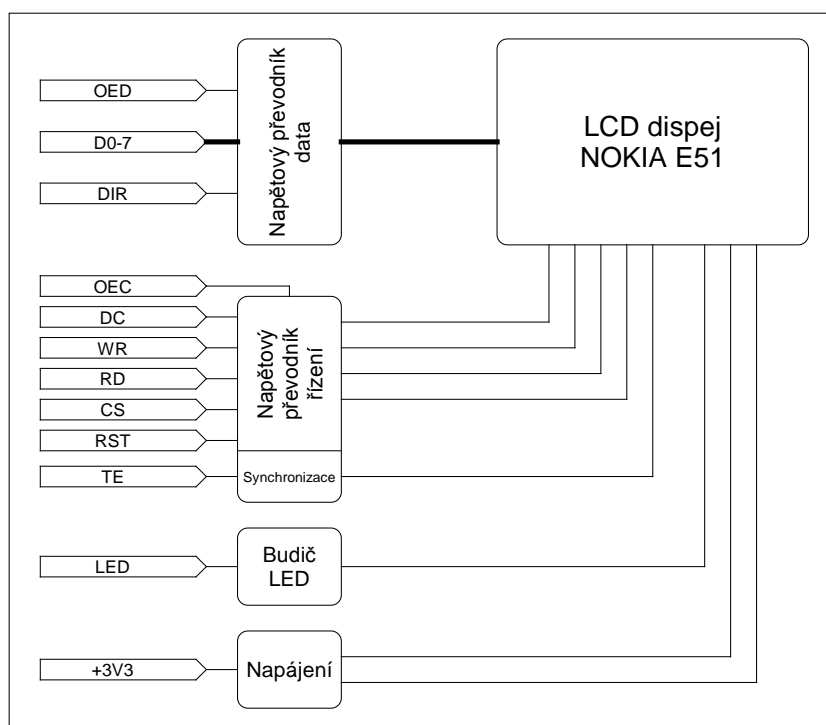 OED
D0-7
DIR
Napětový převodník
data
LCD dispej
NOKIA E51
OEC
DC
WR
RD
CS
RST
TE
Napětový
převodník
řízení
Synchronizace
LED
Budič
LED
+3V3
Napájení